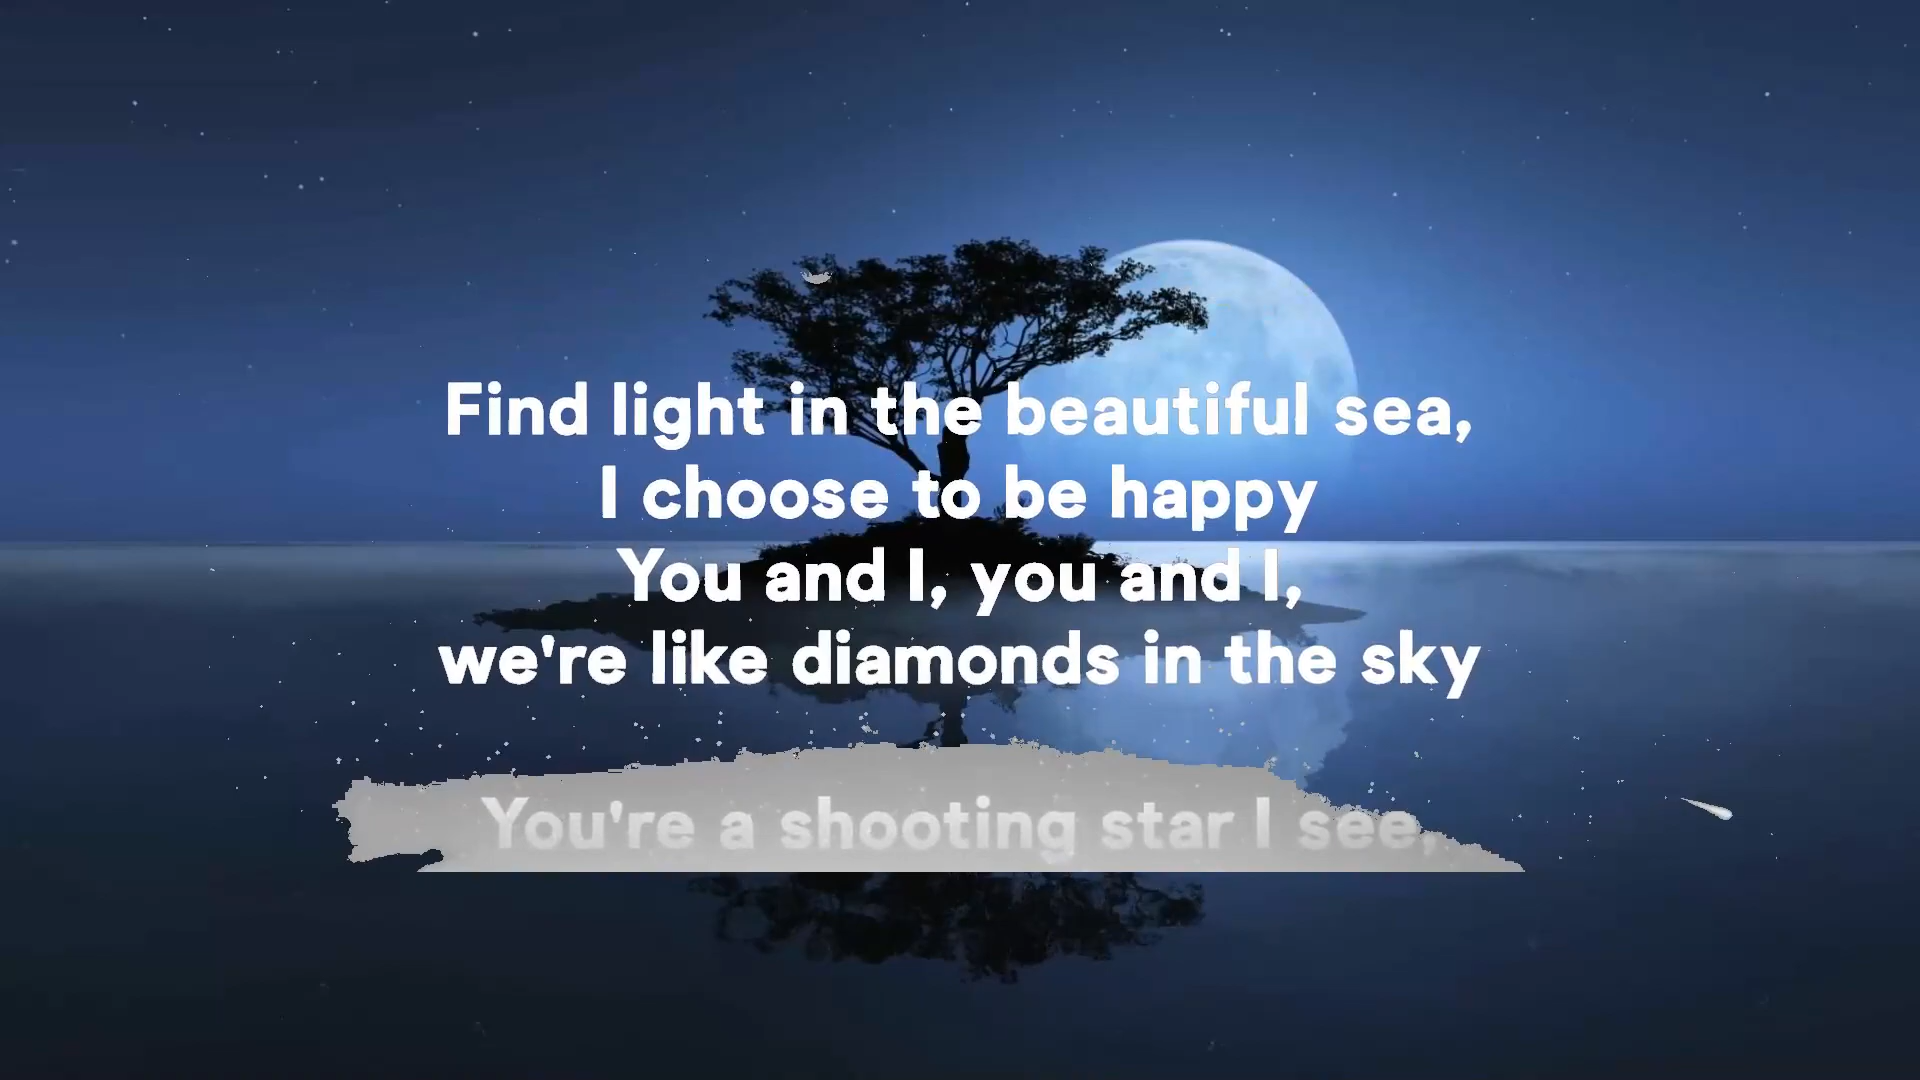 Find light in the beautiful sea,
I choose to be happy
You and I, you and I,
we're like diamonds in the sky
You're a shooting star I see,